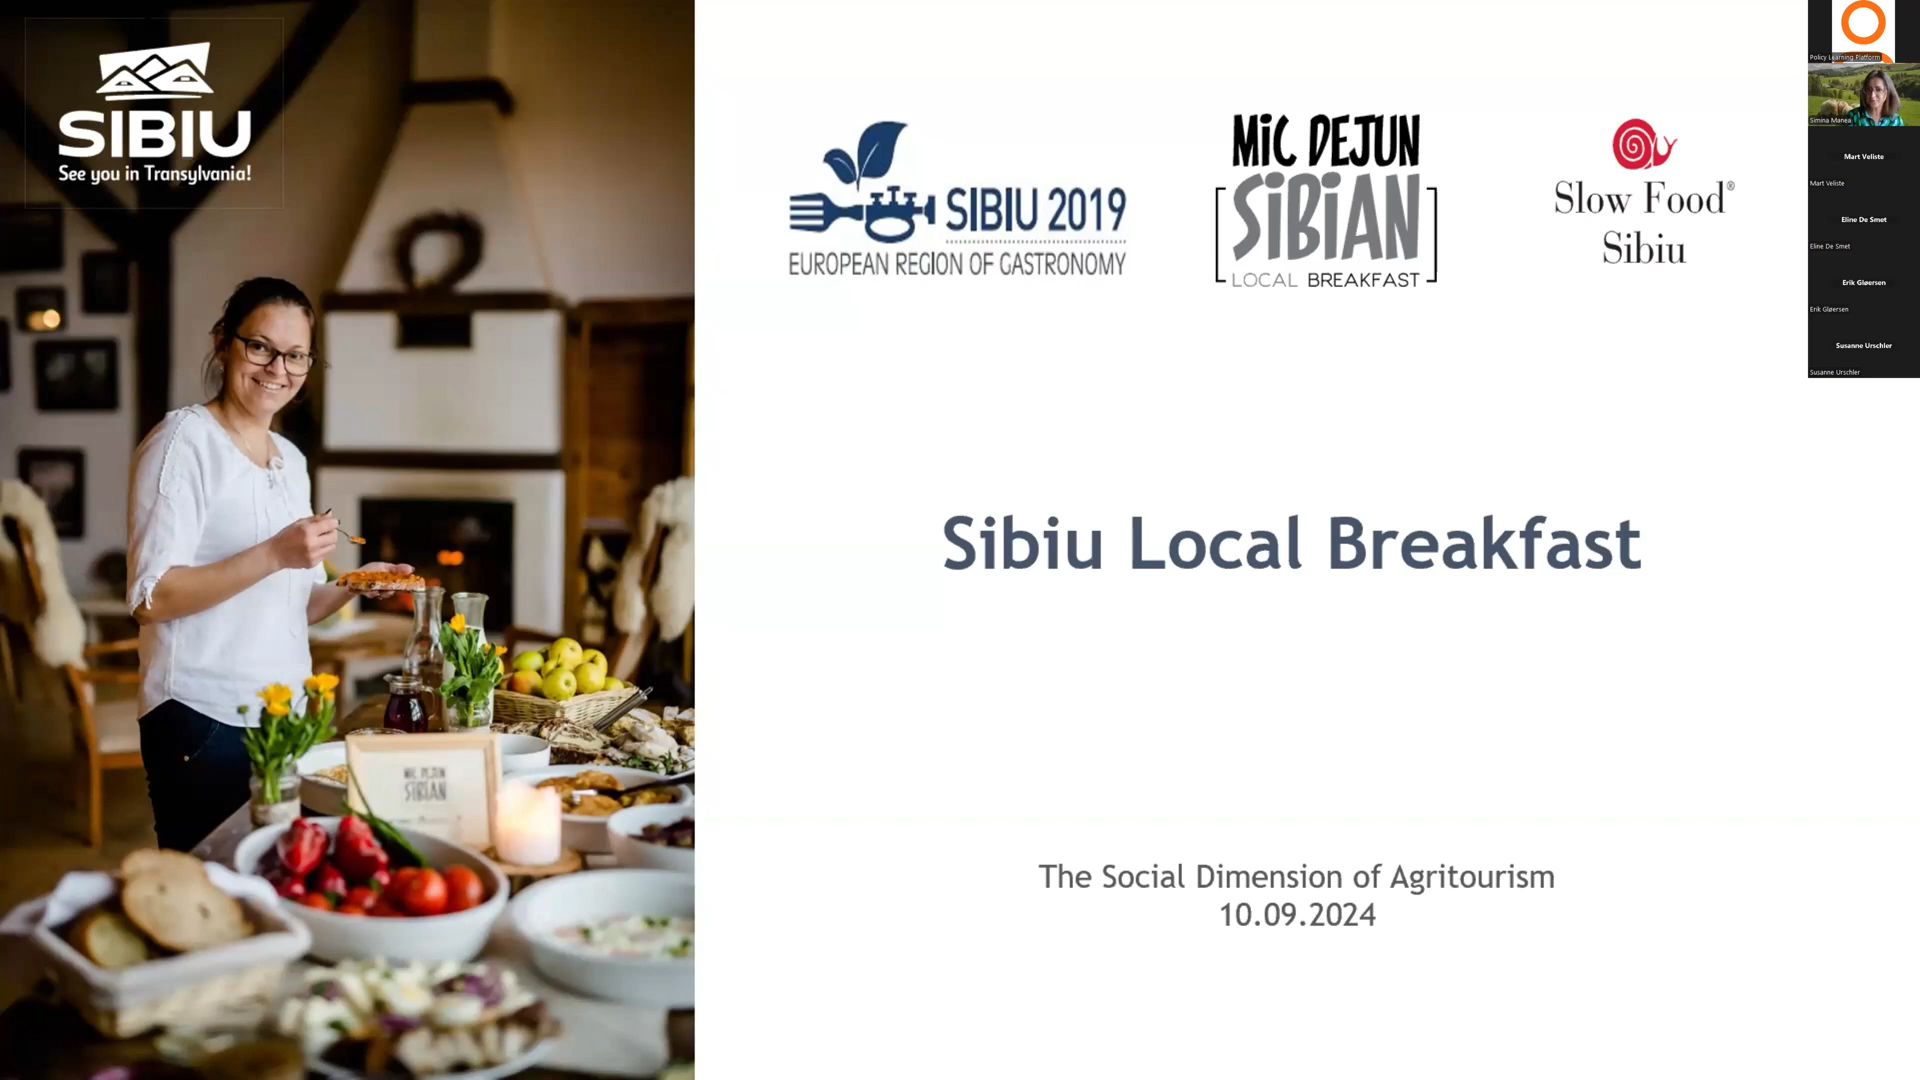 SIBIU
See you in Transylvania!
SIBIU 2019
EUROPEAN REGION OF GASTRONOMY
MiC DEJUN
SiBiAN
LOCAL BREAKFAST
Slow Food®
Sibiu
Sibiu Local Breakfast
The Social Dimension of Agritourism
10.09.2024
MIC DEJUN
SIBIAN
Policy Learning Platform
Simina Manea
Mart Veliste
Mart Veliste
Eline De Smet
Eline De Smet
Erik Gløersen
Erik Gløersen
Susanne Urschler
Susanne Urschler